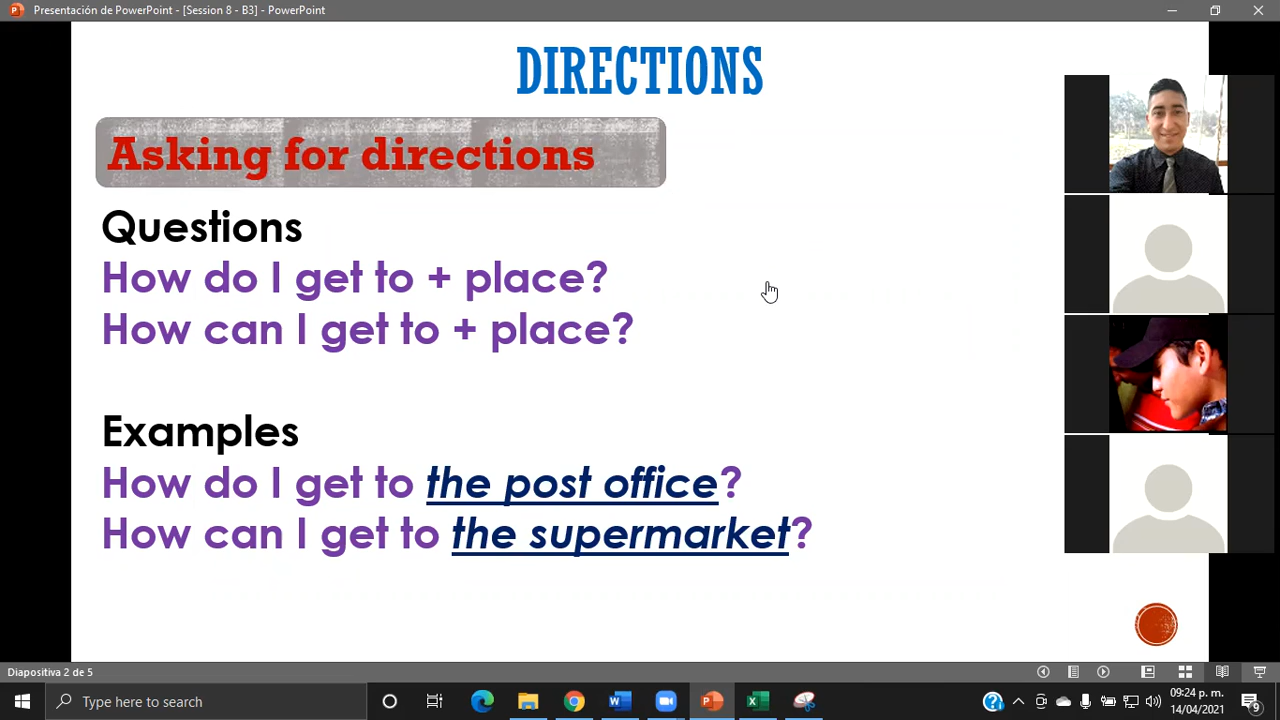 Presentación de PowerPoint - [Session 8 - B3] - PowerPoint
DIRECTIONS
Asking for directions
Questions
How do I get to + place?
How can I get to + place?
Examples
How do I get to the post office?
How can I get to the supermarket?
Diapositiva 2 de 5
Type here to search
09:24 p. m.
14/04/2021
9